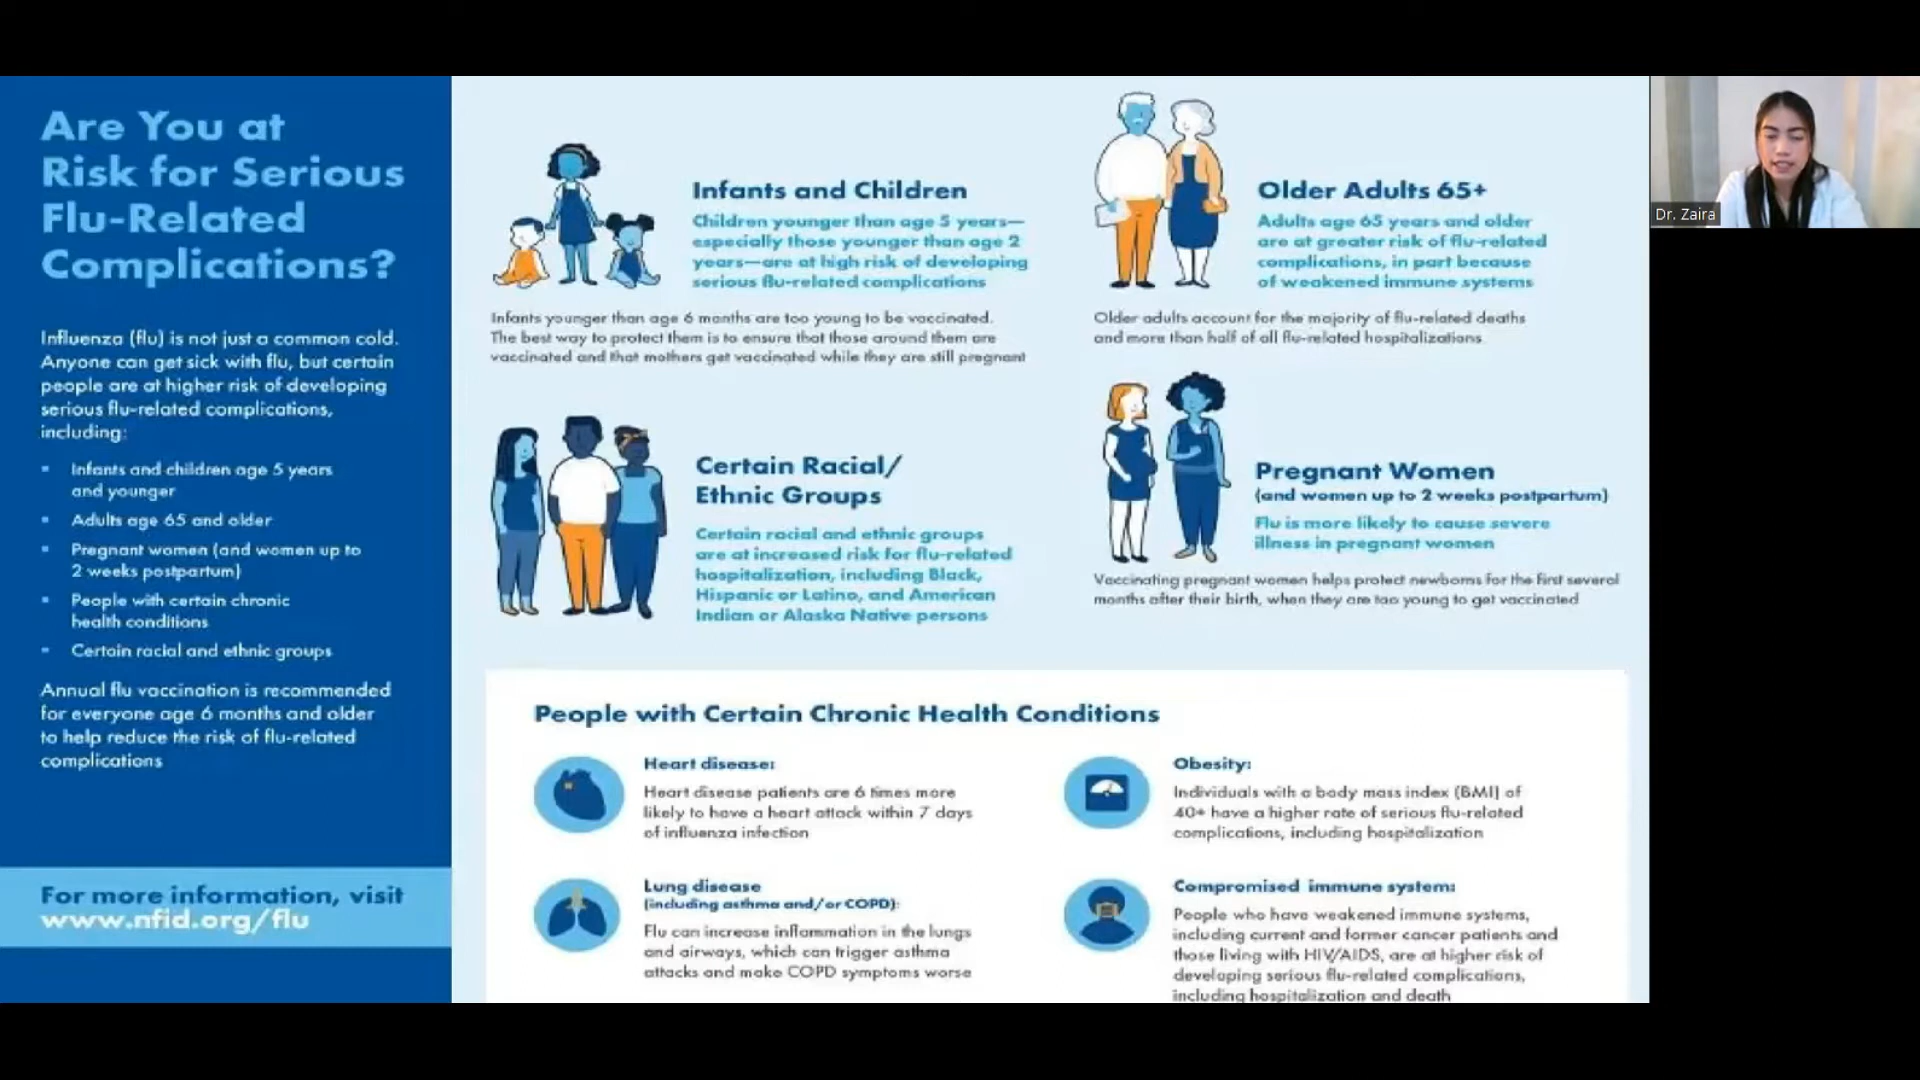 Are You at
Risk for Serious
Flu-Related
Complications?
Influenza (flu) is not just a common cold.
Anyone can get sick with flu, but certain
people are at higher risk of developing
serious flu-related complications,
including:
Infants and children age 5 years
and younger
Adults age 65 and older
Pregnant women (and women up to
2 weeks postpartum)
People with certain chronic
health conditions
Certain racial and ethnic groups
Annual flu vaccination is recommended
for everyone age 6 months and older
to help reduce the risk of flu-related
complications
For more information, visit
www.nfid.org/flu
Infants and Children
Children younger than age 5 years—
especially those younger than age 2
years—are at high risk of developing
serious flu-related complications
Infants younger than age 6 months are too young to be vaccinated.
The best way to protect them is to ensure that those around them are
vaccinated and that mothers get vaccinated while they are still pregnant
Older Adults 65+
Adults age 65 years and older
are at greater risk of flu-related
complications, in part because
of weakened immune systems
Older adults account for the majority of flu-related deaths
and more than half of all flu-related hospitalizations
Certain Racial/
Ethnic Groups
Certain racial and ethnic groups
are at increased risk for flu-related
hospitalization, including Black,
Hispanic or Latino, and American
Indian or Alaska Native persons
Pregnant Women
(and women up to 2 weeks postpartum)
Flu is more likely to cause severe
illness in pregnant women
Vaccinating pregnant women helps protect newborns for the first several
months after their birth, when they are too young to get vaccinated
People with Certain Chronic Health Conditions
Heart disease:
Heart disease patients are 6 times more
likely to have a heart attack within 7 days
of influenza infection
Obesity:
Individuals with a body mass index (BMI) of
40+ have a higher rate of serious flu-related
complications, including hospitalization
Lung disease
(including asthma and/or COPD):
Flu can increase inflammation in the lungs
and airways, which can trigger asthma
attacks and make COPD symptoms worse
Compromised immune system:
People who have weakened immune systems,
including current and former cancer patients and
those living with HIV/AIDS, are at higher risk of
developing serious flu-related complications,
including hospitalization and death
Dr. Zaira